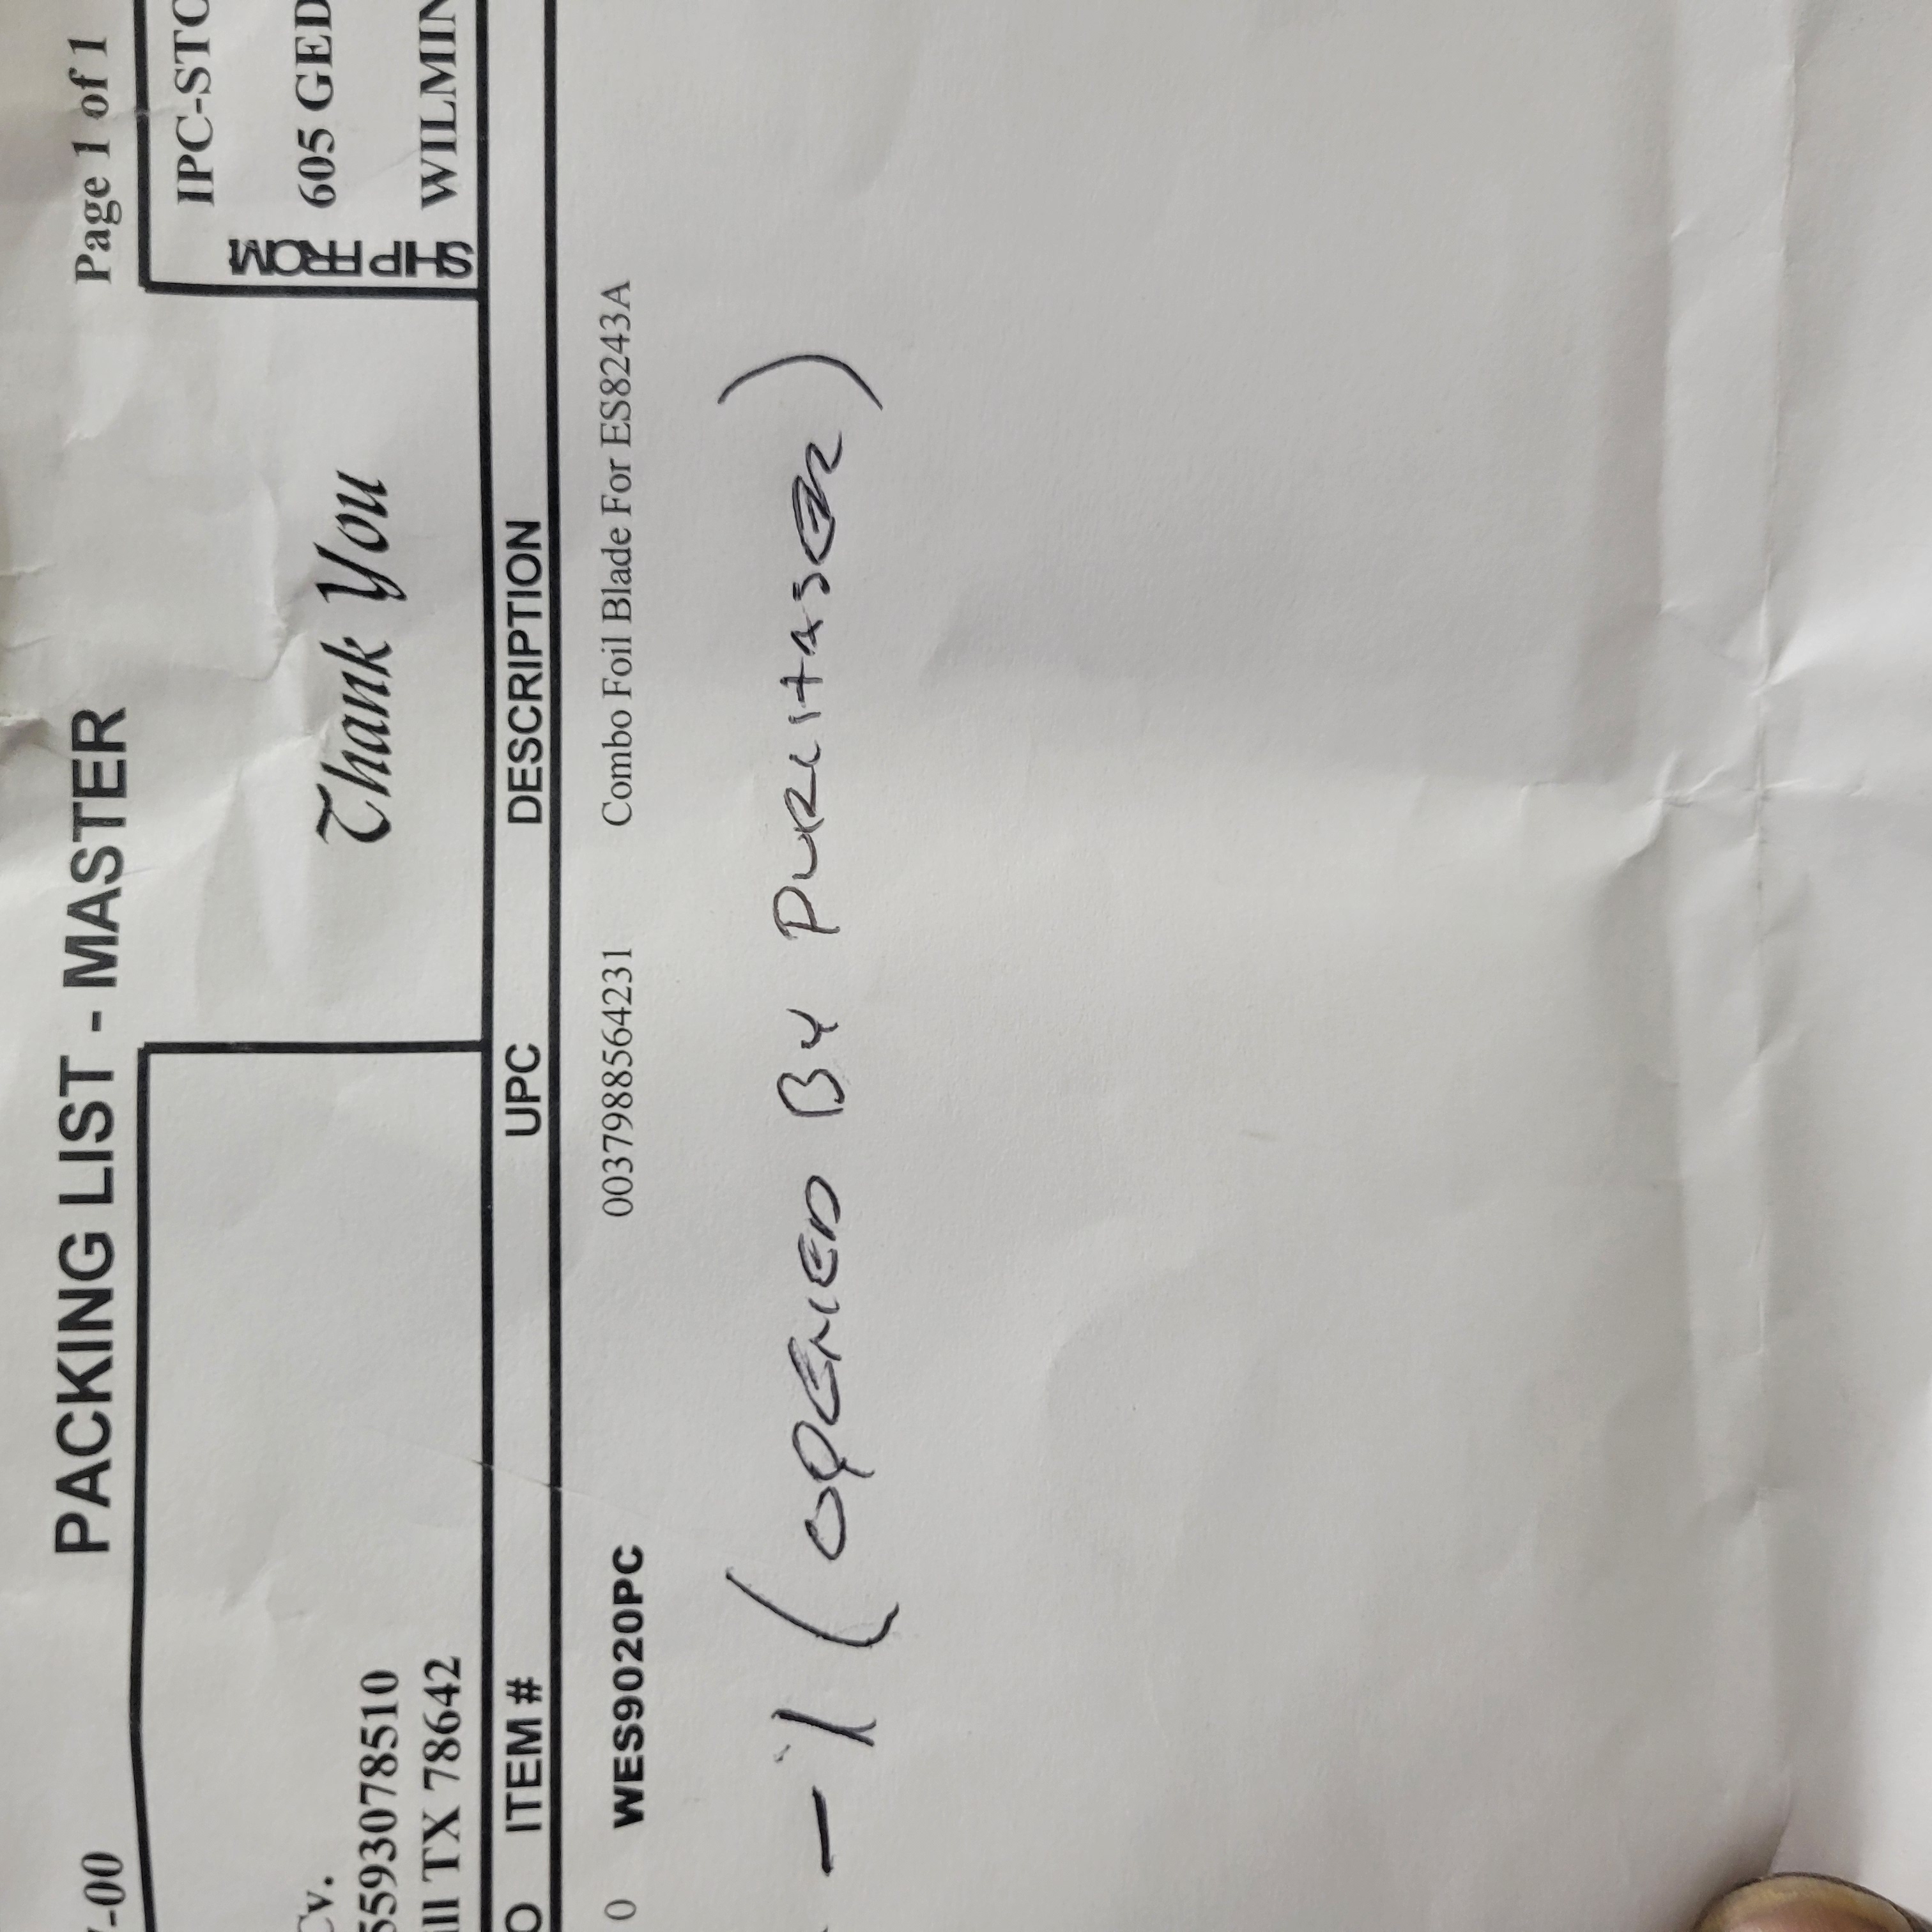 -00
PACKING LIST - MASTER
Page 1 of 1
Cv.
5593078510
ll TX 78642
Thank You
SHIP FROM
IPC-STO
605 GED
WILMIN
O ITEM # UPC DESCRIPTION
0 WES9020PC 0037988564231 Combo Foil Blade For ES8243A
- 1 (OPENED BY PURCHASER)